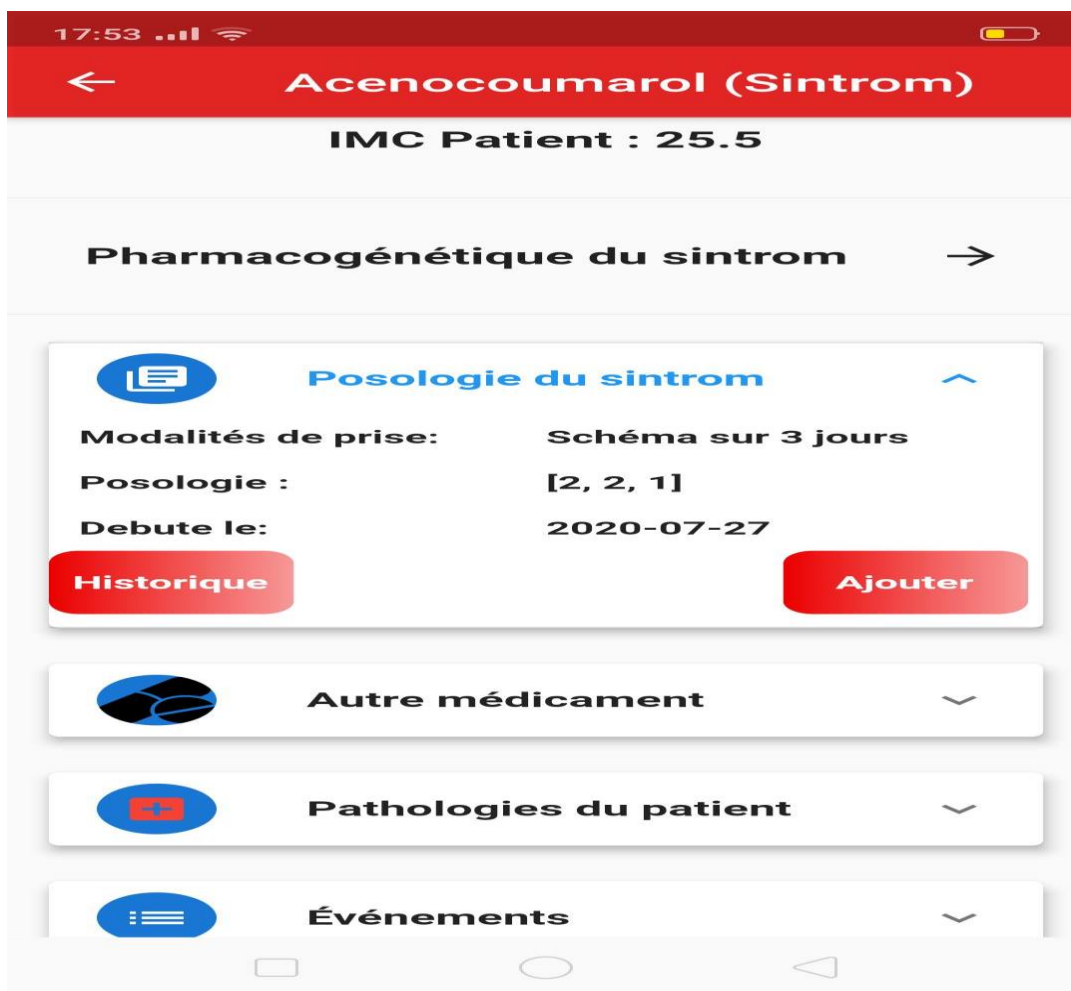 17:53
Acenocoumarol (Sintrom)
IMC Patient : 25.5
Pharmacogénétique du sintrom
Posologie du sintrom
Modalités de prise: Schéma sur 3 jours
Posologie : [2, 2, 1]
Debute le: 2020-07-27
Historique Ajouter
Autre médicament
Pathologies du patient
Événements